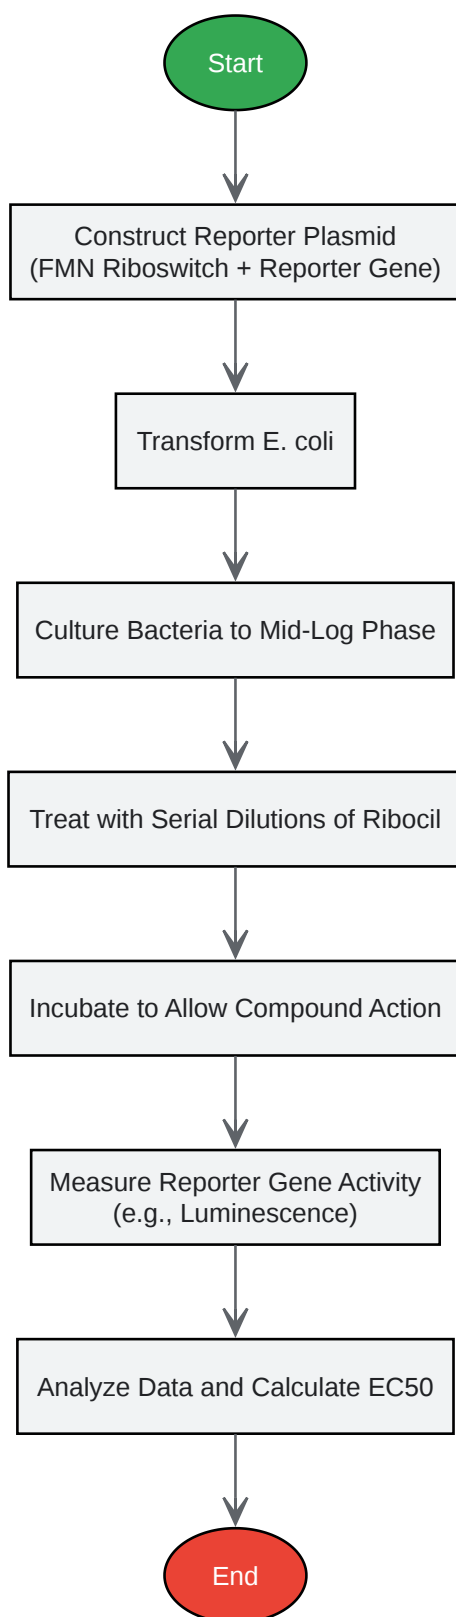 Start
Construct Reporter Plasmid
(FMN Riboswitch + Reporter Gene)
Transform E. coli
Culture Bacteria to Mid-Log Phase
Treat with Serial Dilutions of Ribocil
Incubate to Allow Compound Action
Measure Reporter Gene Activity
(e.g., Luminescence)
Analyze Data and Calculate EC50
End